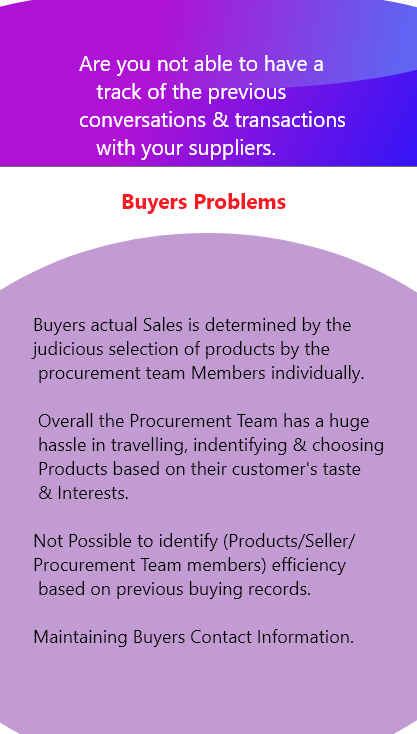 Are you not able to have a
track of the previous
conversations & transactions
with your suppliers.
Buyers Problems
Buyers actual Sales is determined by the
judicious selection of products by the
procurement team Members individually.
Overall the Procurement Team has a huge
hassle in travelling, indentifying & choosing
Products based on their customer's taste
& Interests.
Not Possible to identify (Products/Seller/
Procurement Team members) efficiency
based on previous buying records.
Maintaining Buyers Contact Information.